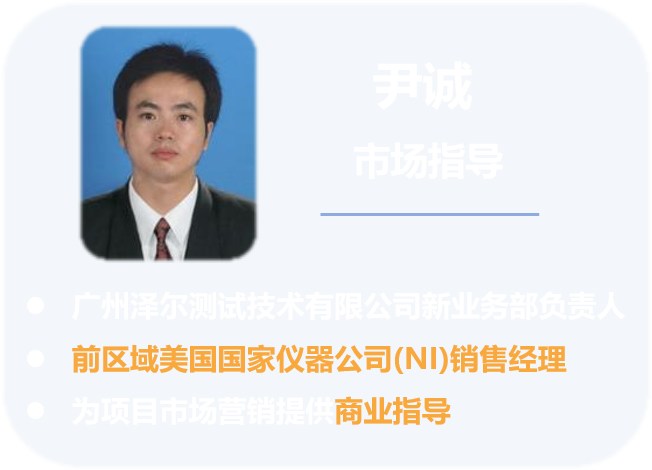 尹诚
市场指导
广州泽尔测试技术有限公司新业务部负责人
前区域美国国家仪器公司(NI)销售经理
为项目市场营销提供商业指导